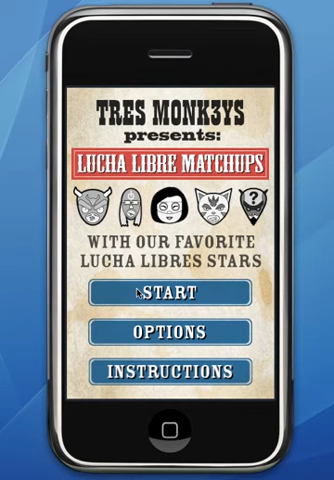 TRES MONK3YS
presents:
LUCHA LIBRE MATCHUPS
?
WITH OUR FAVORITE
LUCHA LIBRES STARS
START
OPTIONS
INSTRUCTIONS